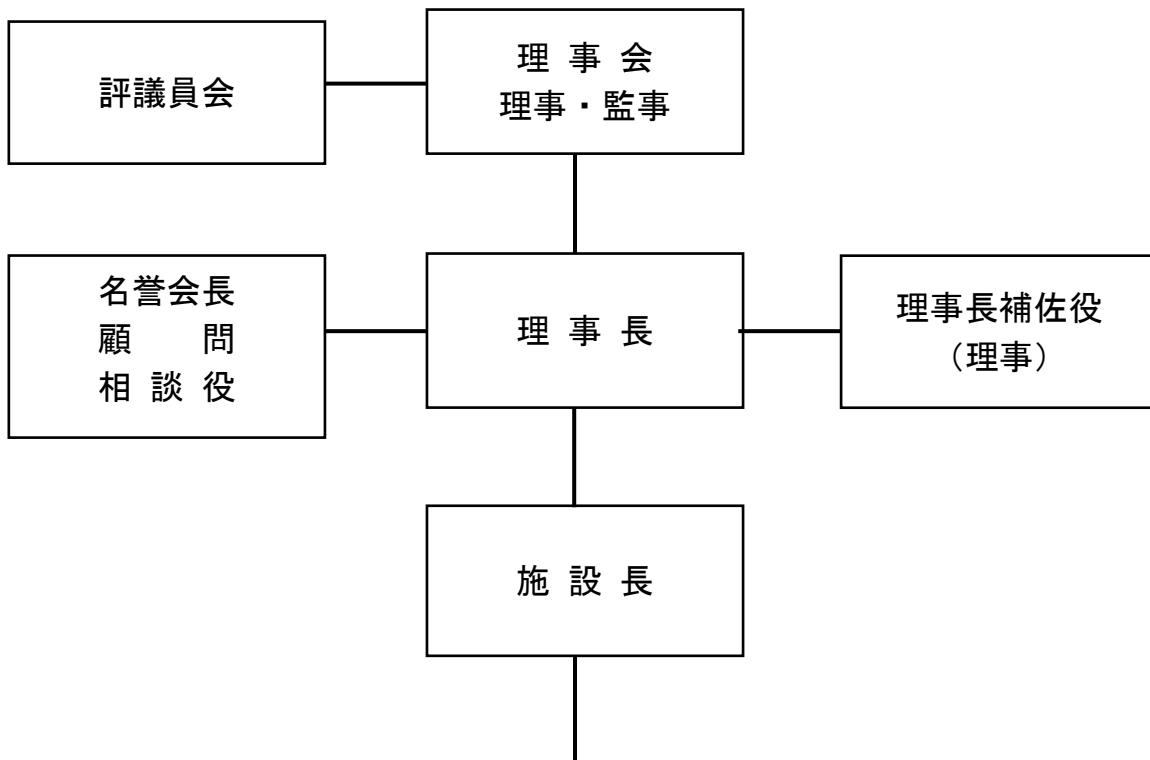 評議員会
理 事 会
理事・監事
名誉会長
顧　　問
相 談 役
理 事 長
理事長補佐役
（理事）
施 設 長